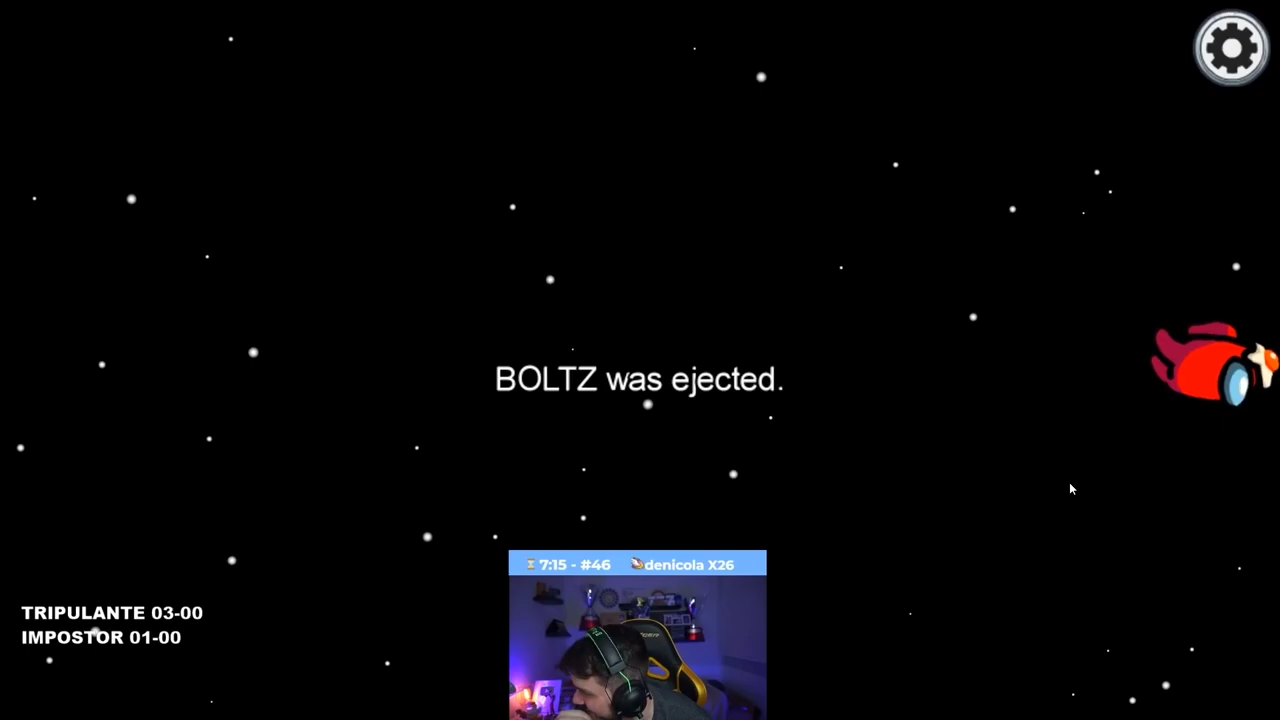 BOLTZ was ejected.
7:15 - #46 denicola X26
TRIPULANTE 03-00
IMPOSTOR 01-00